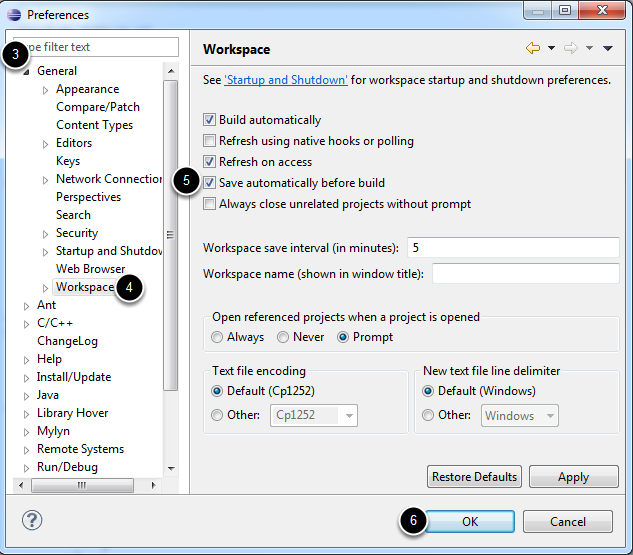 Preferences
3
type filter text
General
Appearance
Compare/Patch
Content Types
Editors
Keys
Network Connection
Perspectives
Search
Security
Startup and Shutdow
Web Browser
Workspace
4
Ant
C/C++
ChangeLog
Help
Install/Update
Java
Library Hover
Mylyn
Remote Systems
Run/Debug
Workspace
See 'Startup and Shutdown' for workspace startup and shutdown preferences.
Build automatically
Refresh using native hooks or polling
Refresh on access
5
Save automatically before build
Always close unrelated projects without prompt
Workspace save interval (in minutes): 5
Workspace name (shown in window title):
Open referenced projects when a project is opened
Always Never Prompt
Text file encoding
Default (Cp1252)
Other: Cp1252
New text file line delimiter
Default (Windows)
Other: Windows
Restore Defaults Apply
?
6
OK Cancel